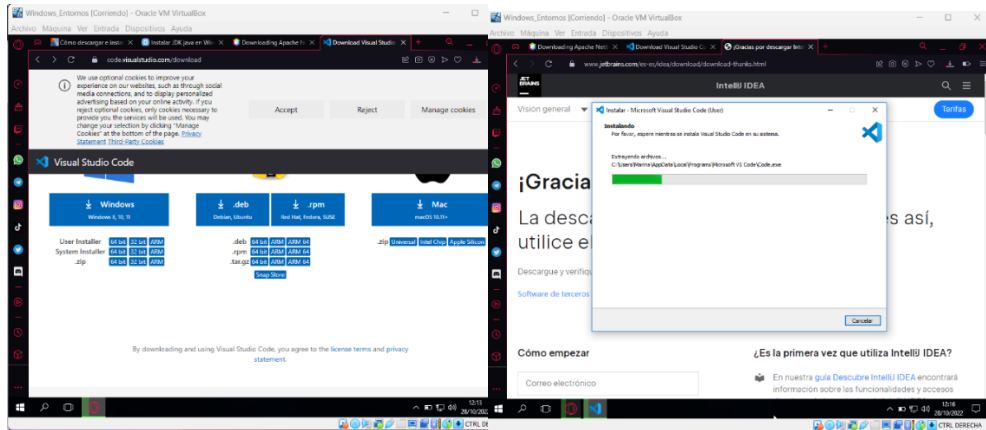 Windows_Entornos [Corriendo] - Oracle VM VirtualBox
Archivo Máquina Ver Entrada Dispositivos Ayuda
Cómo descargar e insta
Instalar JDK java en Win
Downloading Apache N
Download Visual Studio
code.visualstudio.com/download
We use optional cookies to improve your
experience on our websites, such as through social
media connections, and to display personalized
advertising based on your online activity. If you
reject optional cookies, only cookies necessary to
provide you the services will be used. You may
change your selection by clicking "Manage
Cookies" at the bottom of the page. Privacy
Statement Third-Party Cookies
Accept
Reject
Manage cookies
Visual Studio Code
Windows
Windows 8, 10, 11
User Installer 64 bit 32 bit ARM
System Installer 64 bit 32 bit ARM
.zip 64 bit 32 bit ARM
.deb
Debian, Ubuntu
.rpm
Red Hat, Fedora, SUSE
.deb 64 bit ARM ARM 64
.rpm 64 bit ARM ARM 64
.tar.gz 64 bit ARM ARM 64
Snap Store
Mac
macOS 10.11+
.zip Universal Intel Chip Apple Silicon
By downloading and using Visual Studio Code, you agree to the license terms and privacy
statement.
12:13
28/10/202
CTRL DE
Windows_Entornos [Corriendo] - Oracle VM VirtualBox
Archivo Máquina Ver Entrada Dispositivos Ayuda
Downloading Apache Net
Download Visual Studio C
¡Gracias por descargar Inte
www.jetbrains.com/es-es/idea/download/download-thanks.html
JET
BRAINS
IntelliJ IDEA
Visión general
Tarifas
Instalar - Microsoft Visual Studio Code (User)
Instalando
Por favor, espere mientras se instala Visual Studio Code en su sistema.
Extrayendo archivos...
C:\Users\Marina\AppData\Local\Programs\Microsoft VS Code\Code.exe
Cancelar
¡Gracia
La desca
s así,
utilice el
Descargue y verifiqu
Software de terceros
Cómo empezar
Correo electrónico
¿Es la primera vez que utiliza IntelliJ IDEA?
En nuestra guía Descubre IntelliJ IDEA encontrará
información sobre las funcionalidades y accesos
12:16
28/10/2022
CTRL DERECHA